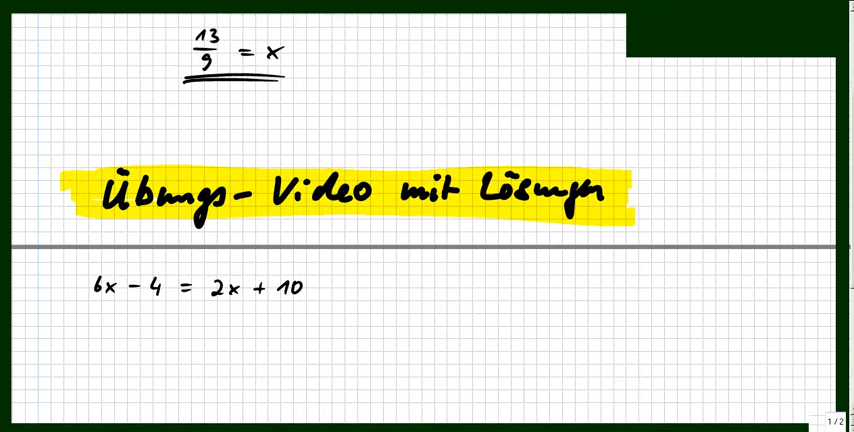 13/9 = x
Übungs - Video mit Lösungen
6x - 4 = 2x + 10
1 / 2